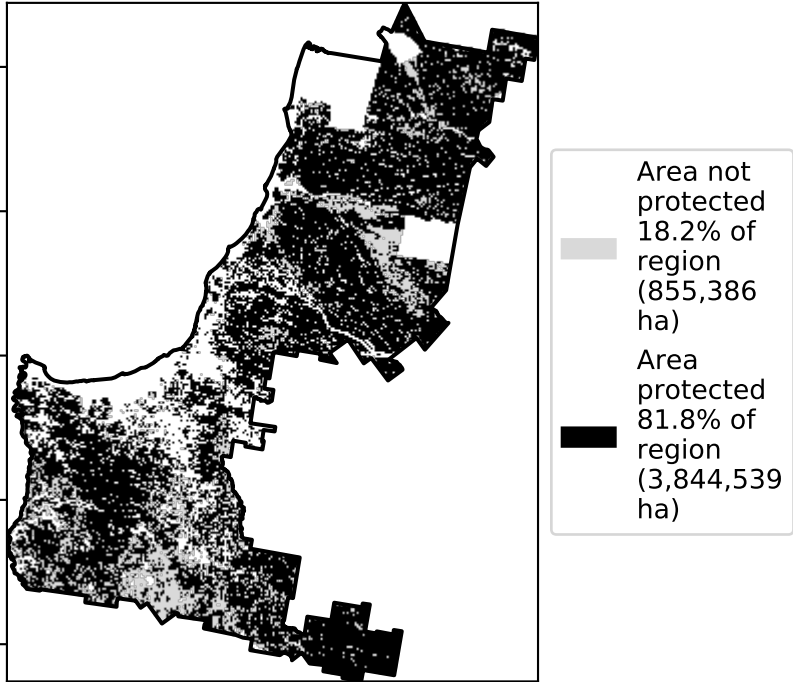 Area not
protected
18.2% of
region
(855,386
ha)
Area
protected
81.8% of
region
(3,844,539
ha)